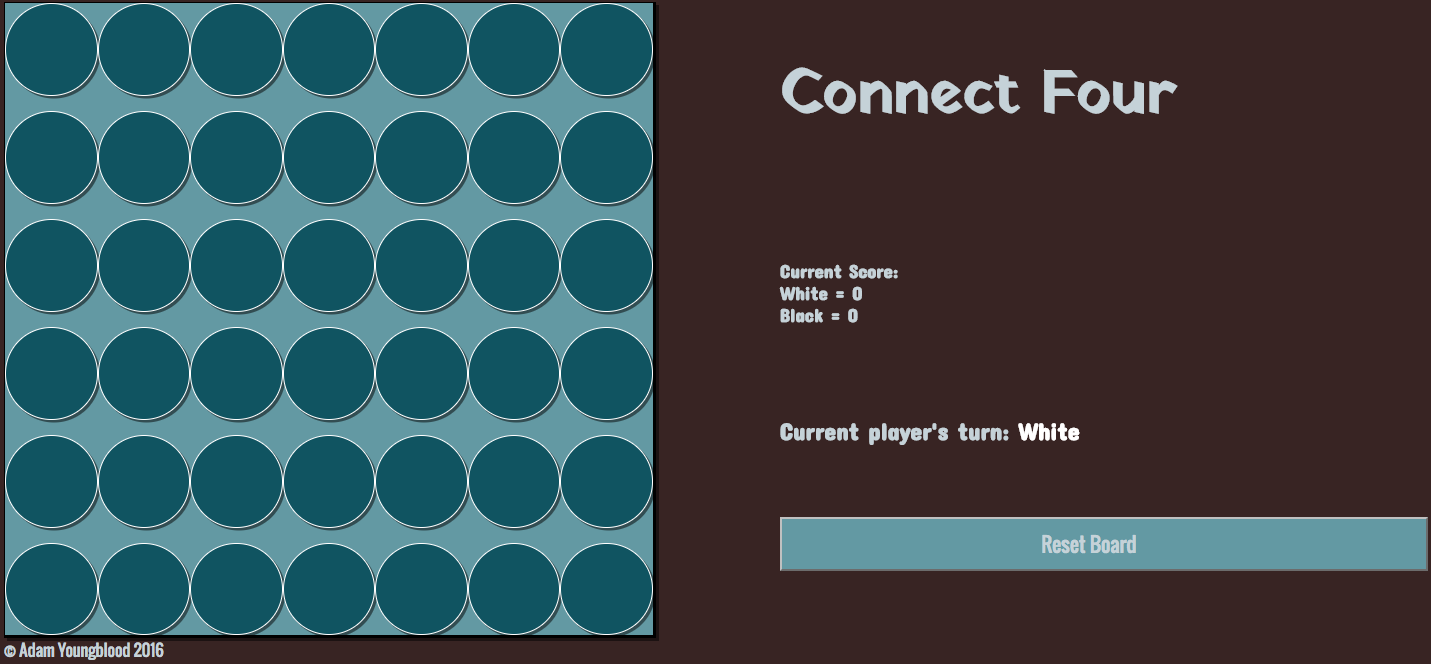 Connect Four
Current Score:
White = 0
Black = 0
Current player's turn: White
Reset Board
© Adam Youngblood 2016